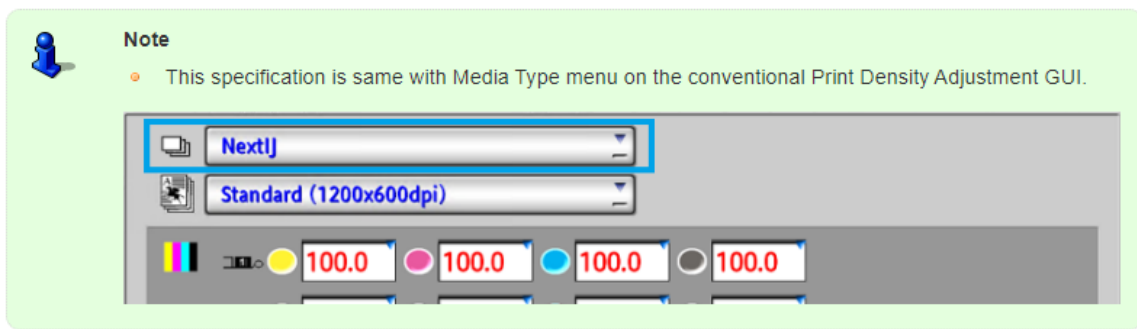 Note
This specification is same with Media Type menu on the conventional Print Density Adjustment GUI.
NextIJ
Standard (1200x600dpi)
100.0 100.0 100.0 100.0